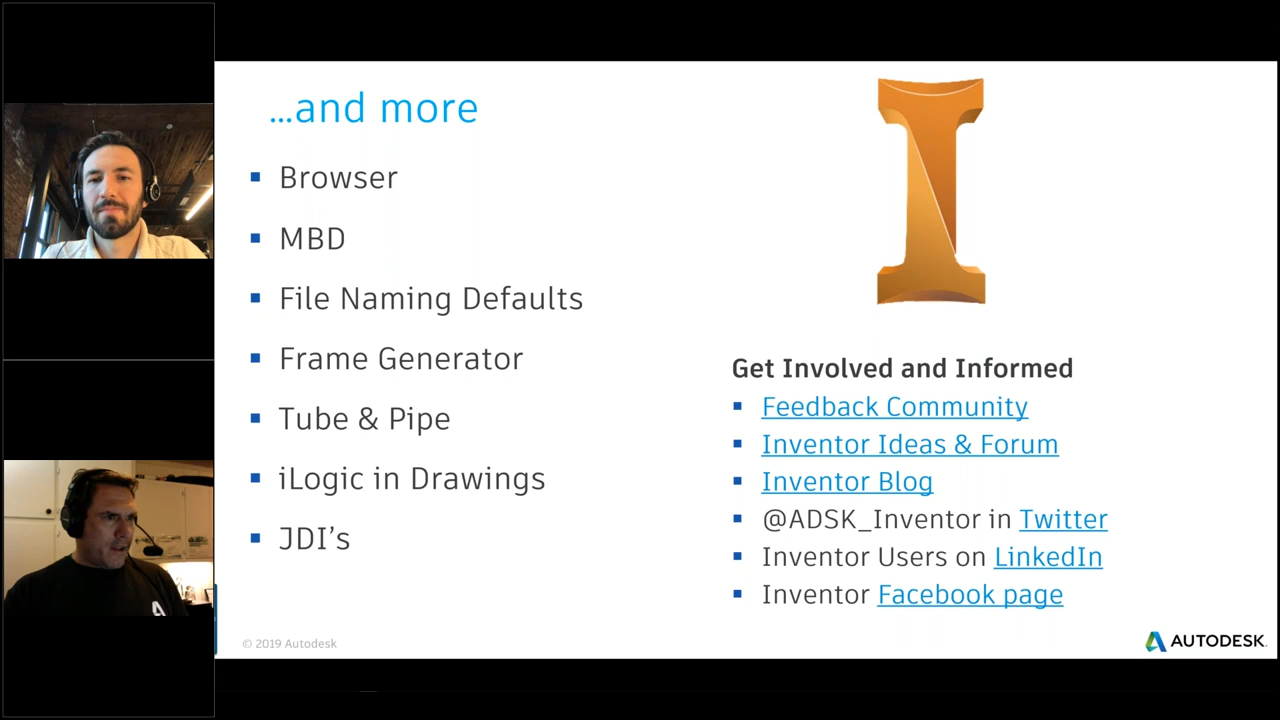 ...and more
Browser
MBD
File Naming Defaults
Frame Generator
Tube & Pipe
iLogic in Drawings
JDI's
Get Involved and Informed
Feedback Community
Inventor Ideas & Forum
Inventor Blog
@ADSK_Inventor in Twitter
Inventor Users on LinkedIn
Inventor Facebook page
© 2019 Autodesk
AUTODESK.